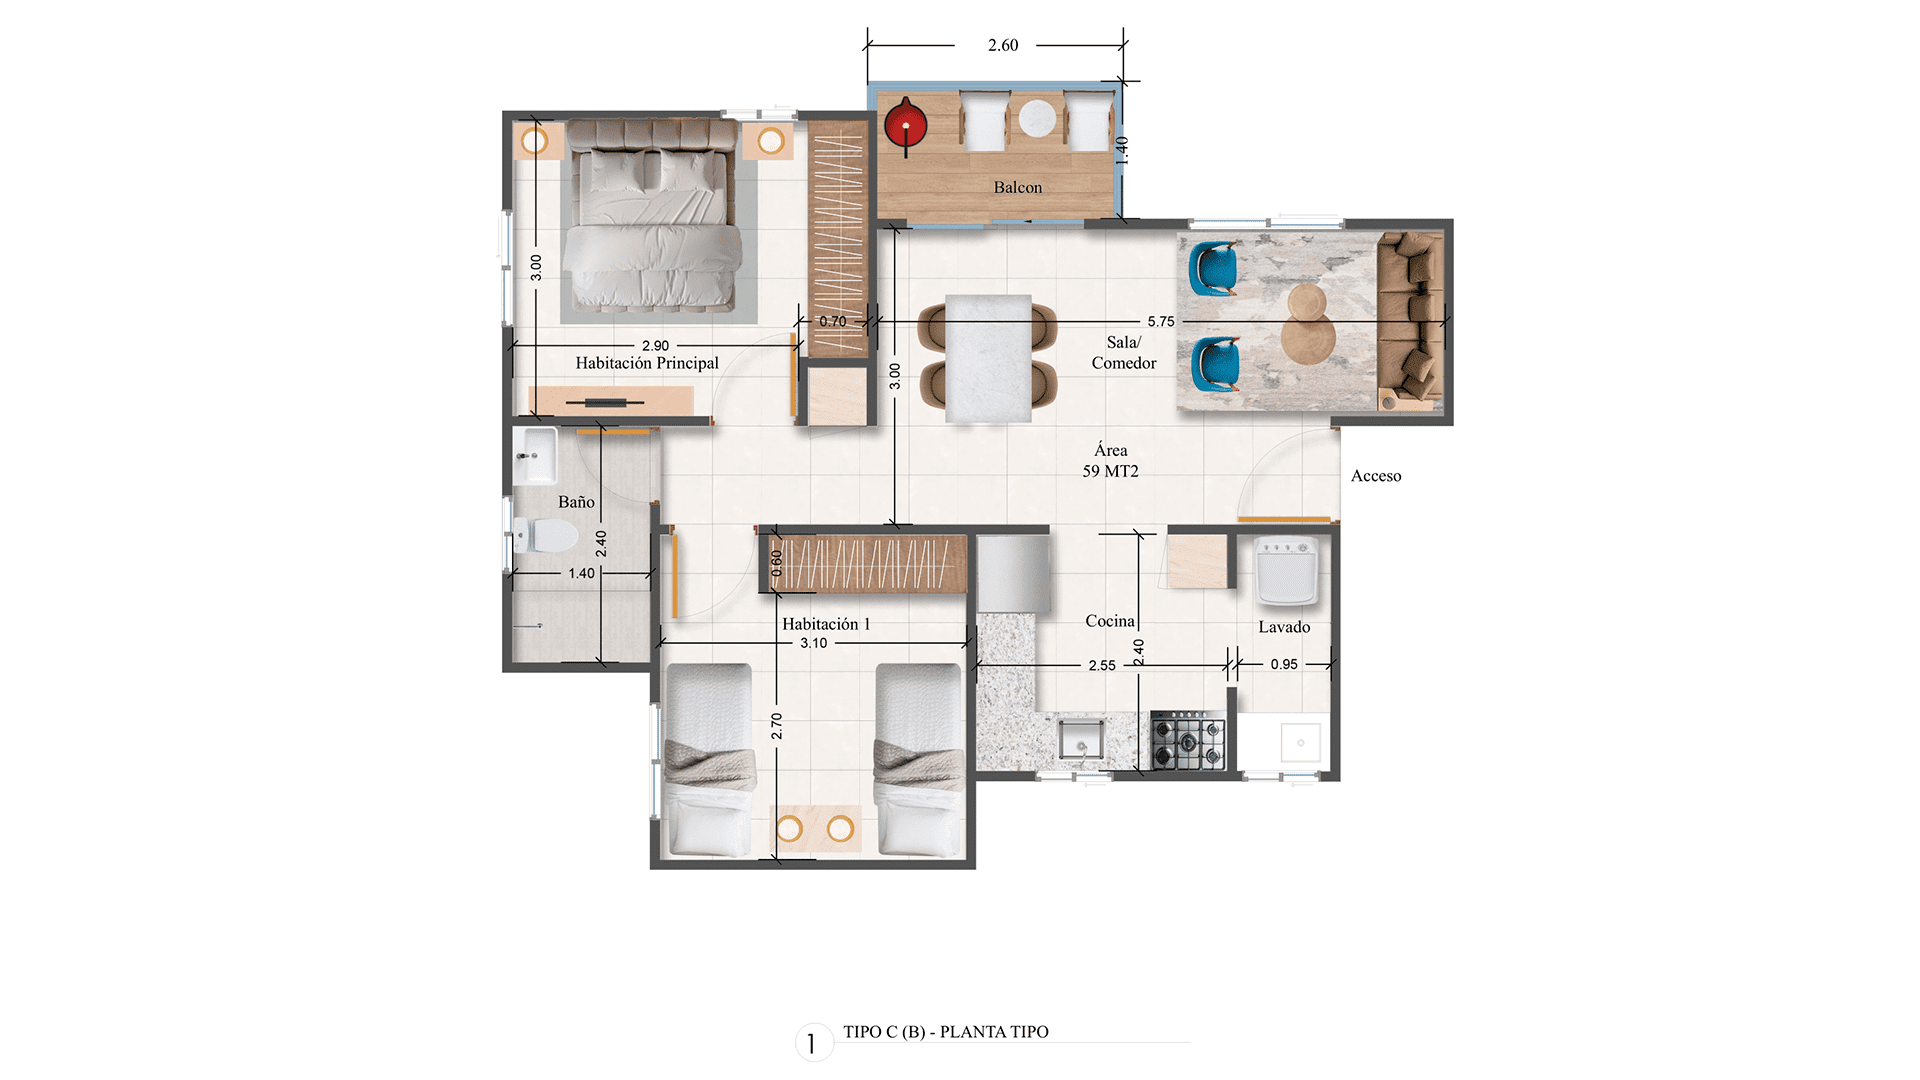 2.60
1.40
Balcon
3.00
0.70
2.90
Habitación Principal
5.75
Sala/
Comedor
3.00
Área
59 MT2
Acceso
Baño
2.40
1.40
0.60
Habitación 1
3.10
2.70
Cocina
2.40
2.55
Lavado
0.95
1
TIPO C (B) - PLANTA TIPO